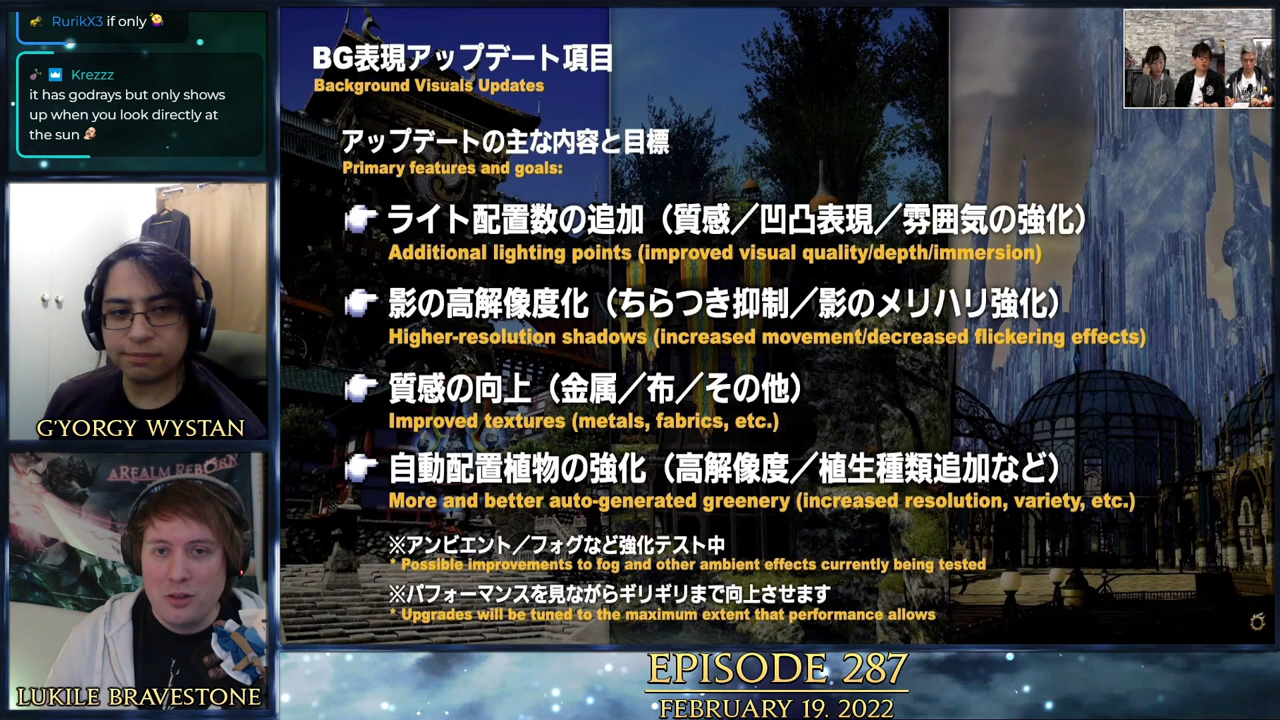 RurikX3 if only
Krezzz
it has godrays but only shows
up when you look directly at
the sun
G'YORGY WYSTAN
A REALM REBORN
LUKILE BRAVESTONE
BG表現アップデート項目
Background Visuals Updates
アップデートの主な内容と目標
Primary features and goals:
ライト配置数の追加（質感／凹凸表現／雰囲気の強化）
Additional lighting points (improved visual quality/depth/immersion)
影の高解像度化（ちらつき抑制／影のメリハリ強化）
Higher-resolution shadows (increased movement/decreased flickering effects)
質感の向上（金属／布／その他）
Improved textures (metals, fabrics, etc.)
自動配置植物の強化（高解像度／植生種類追加など）
More and better auto-generated greenery (increased resolution, variety, etc.)
※アンビエント／フォグなど強化テスト中
* Possible improvements to fog and other ambient effects currently being tested
※パフォーマンスを見ながらギリギリまで向上させます
* Upgrades will be tuned to the maximum extent that performance allows
EPISODE 287
FEBRUARY 19, 2022